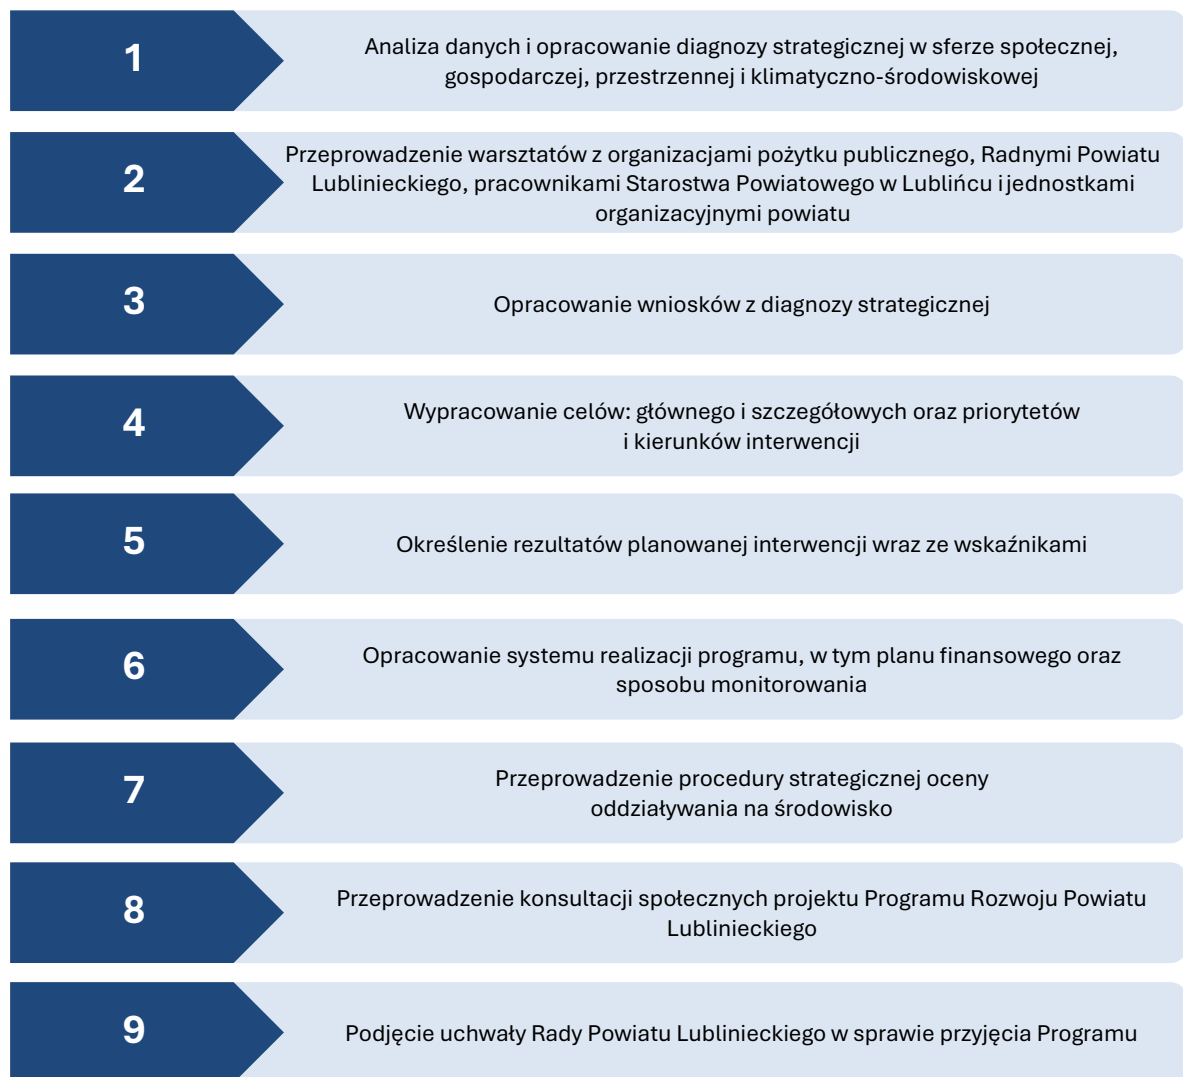 1
Analiza danych i opracowanie diagnozy strategicznej w sferze społecznej,
gospodarczej, przestrzennej i klimatyczno-środowiskowej
2
Przeprowadzenie warsztatów z organizacjami pożytku publicznego, Radnymi Powiatu
Lublinieckiego, pracownikami Starostwa Powiatowego w Lublińcu i jednostkami
organizacyjnymi powiatu
3
Opracowanie wniosków z diagnozy strategicznej
4
Wypracowanie celów: głównego i szczegółowych oraz priorytetów
i kierunków interwencji
5
Określenie rezultatów planowanej interwencji wraz ze wskaźnikami
6
Opracowanie systemu realizacji programu, w tym planu finansowego oraz
sposobu monitorowania
7
Przeprowadzenie procedury strategicznej oceny
oddziaływania na środowisko
8
Przeprowadzenie konsultacji społecznych projektu Programu Rozwoju Powiatu
Lublinieckiego
9
Podjęcie uchwały Rady Powiatu Lublinieckiego w sprawie przyjęcia Programu